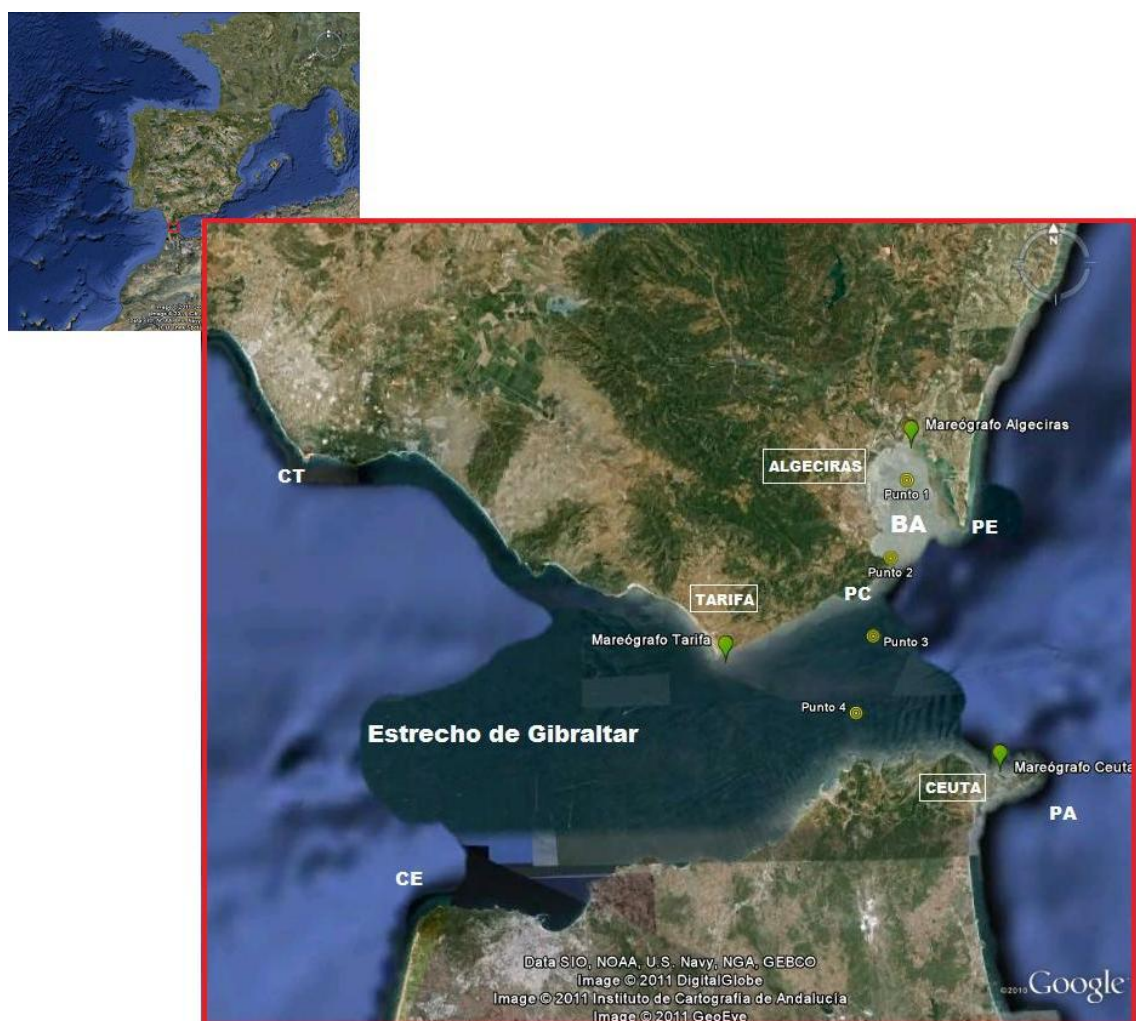 N
Mareógrafo Algeciras
ALGECIRAS
CT
Punto 1
BA
PE
Punto 2
TARIFA
PC
Mareógrafo Tarifa
Punto 3
Punto 4
Estrecho de Gibraltar
Mareógrafo Ceuta
CEUTA
PA
CE
Data SIO, NOAA, U.S. Navy, NGA, GEBCO
Image © 2011 DigitalGlobe
Image © 2011 Instituto de Cartografía de Andalucía
Image © 2011 GeoEye
©2010 Google